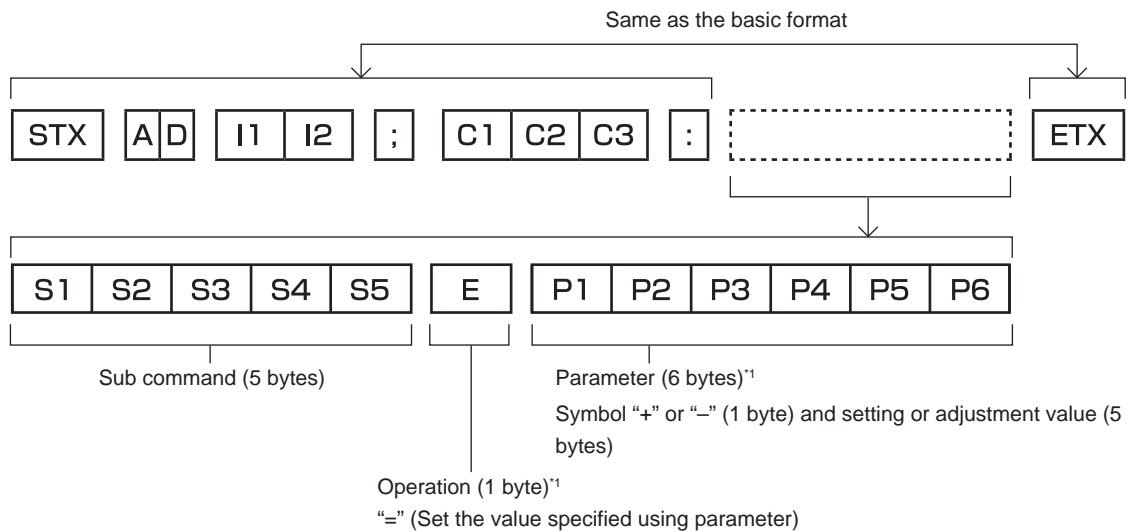 Same as the basic format
STX AD I1 I2 ; C1 C2 C3 : ETX
S1 S2 S3 S4 S5 E P1 P2 P3 P4 P5 P6
Sub command (5 bytes)
Parameter (6 bytes)*1
Symbol “+” or “–” (1 byte) and setting or adjustment value (5
bytes)
Operation (1 byte)*1
“=” (Set the value specified using parameter)